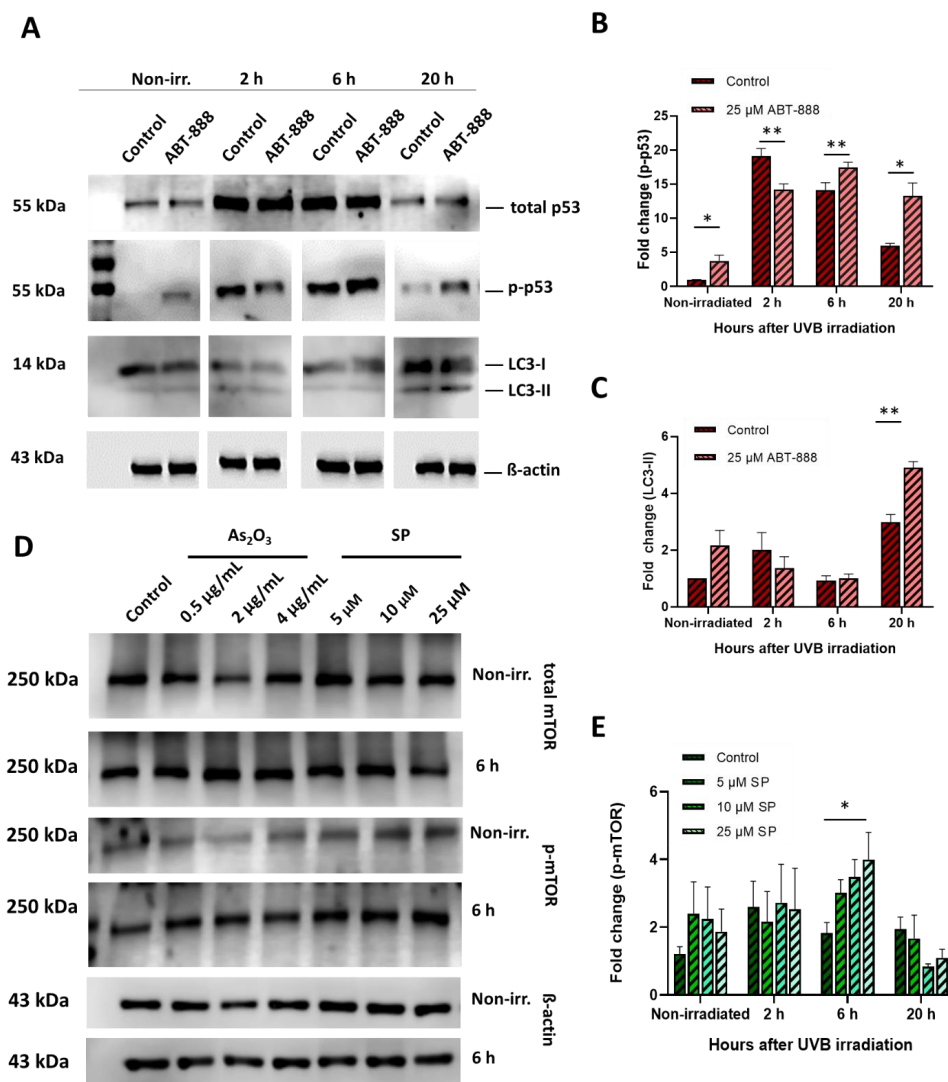 A
Non-irr. 2 h 6 h 20 h
Control ABT-888 Control ABT-888 Control ABT-888 Control ABT-888
55 kDa total p53
55 kDa p-p53
14 kDa LC3-I
LC3-II
43 kDa ß-actin
B
Control
25 µM ABT-888
Fold change (p-p53)
25
20
15
10
5
0
* ** ** *
Non-irradiated 2 h 6 h 20 h
Hours after UVB irradiation
C
Control
25 µM ABT-888
Fold change (LC3-II)
6
4
2
0
**
Non-irradiated 2 h 6 h 20 h
Hours after UVB irradiation
D
As₂O₃ SP
Control 0.5 µg/mL 2 µg/mL 4 µg/mL 5 µM 10 µM 25 µM
250 kDa Non-irr.
total mTOR
250 kDa 6 h
250 kDa Non-irr.
p-mTOR
250 kDa 6 h
43 kDa Non-irr.
ß-actin
43 kDa 6 h
E
Control
5 µM SP
10 µM SP
25 µM SP
Fold change (p-mTOR)
6
4
2
0
*
Non-irradiated 2 h 6 h 20 h
Hours after UVB irradiation